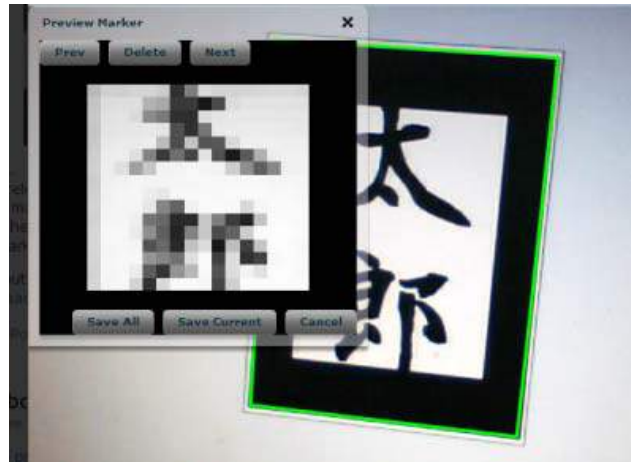 Preview Marker
Prev Delete Next
太
郎
Save All Save Current Cancel
太
郎